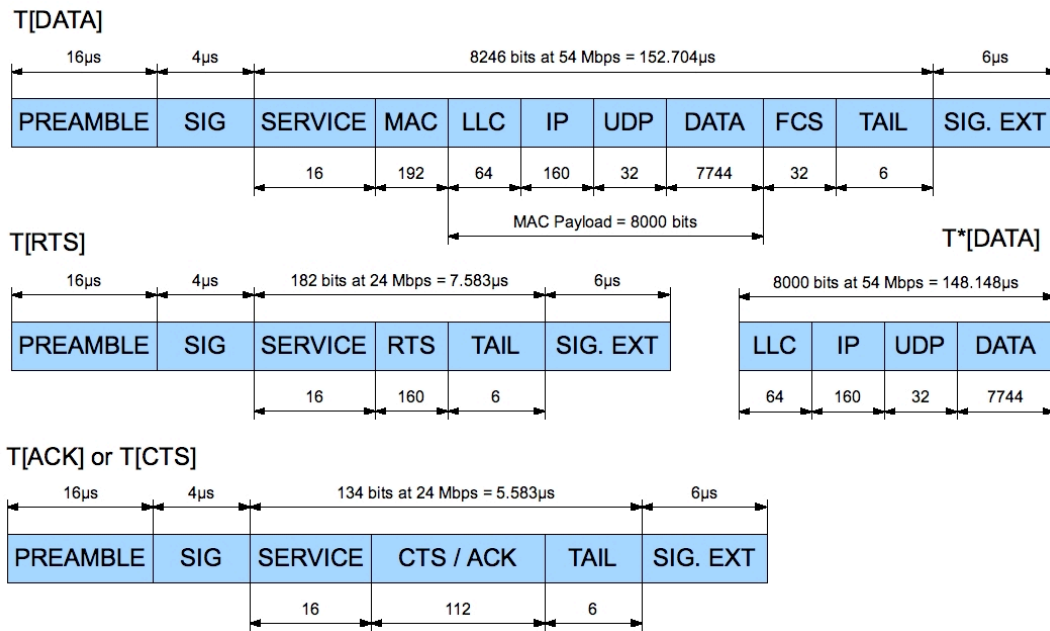 T[DATA]
16µs 4µs 8246 bits at 54 Mbps = 152.704µs 6µs
PREAMBLE SIG SERVICE MAC LLC IP UDP DATA FCS TAIL SIG. EXT
16 192 64 160 32 7744 32 6
MAC Payload = 8000 bits
T[RTS] T*[DATA]
16µs 4µs 182 bits at 24 Mbps = 7.583µs 6µs 8000 bits at 54 Mbps = 148.148µs
PREAMBLE SIG SERVICE RTS TAIL SIG. EXT LLC IP UDP DATA
16 160 6 64 160 32 7744
T[ACK] or T[CTS]
16µs 4µs 134 bits at 24 Mbps = 5.583µs 6µs
PREAMBLE SIG SERVICE CTS / ACK TAIL SIG. EXT
16 112 6